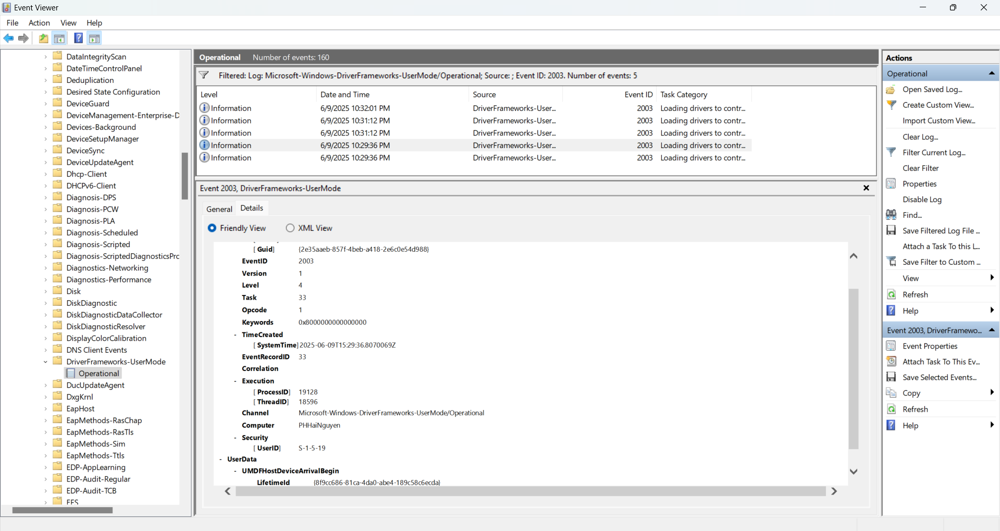 Event Viewer
File Action View Help
DataIntegrityScan
DateTimeControlPanel
Deduplication
Desired State Configuration
DeviceGuard
DeviceManagement-Enterprise-D
Devices-Background
DeviceSetupManager
DeviceSync
DeviceUpdateAgent
Dhcp-Client
DHCPv6-Client
Diagnosis-DPS
Diagnosis-PCW
Diagnosis-PLA
Diagnosis-Scheduled
Diagnosis-Scripted
Diagnosis-ScriptedDiagnosticsPrc
Diagnostics-Networking
Diagnostics-Performance
Disk
DiskDiagnostic
DiskDiagnosticDataCollector
DiskDiagnosticResolver
DisplayColorCalibration
DNS Client Events
DriverFrameworks-UserMode
Operational
DucUpdateAgent
DxgKrnl
EapHost
EapMethods-RasChap
EapMethods-RasTls
EapMethods-Sim
EapMethods-Ttls
EDP-AppLearning
EDP-Audit-Regular
EDP-Audit-TCB
EFS
Operational Number of events: 160
Filtered: Log: Microsoft-Windows-DriverFrameworks-UserMode/Operational; Source: ; Event ID: 2003. Number of events: 5
Level Date and Time Source Event ID Task Category
Information 6/9/2025 10:32:01 PM DriverFrameworks-User... 2003 Loading drivers to contr...
Information 6/9/2025 10:31:12 PM DriverFrameworks-User... 2003 Loading drivers to contr...
Information 6/9/2025 10:31:12 PM DriverFrameworks-User... 2003 Loading drivers to contr...
Information 6/9/2025 10:29:36 PM DriverFrameworks-User... 2003 Loading drivers to contr...
Information 6/9/2025 10:29:36 PM DriverFrameworks-User... 2003 Loading drivers to contr...
Event 2003, DriverFrameworks-UserMode
General Details
Friendly View XML View
[ Guid] {2e35aaeb-857f-4beb-a418-2e6c0e54d988}
EventID 2003
Version 1
Level 4
Task 33
Opcode 1
Keywords 0x8000000000000000
- TimeCreated
[ SystemTime] 2025-06-09T15:29:36.8070069Z
EventRecordID 33
Correlation
- Execution
[ ProcessID] 19128
[ ThreadID] 18596
Channel Microsoft-Windows-DriverFrameworks-UserMode/Operational
Computer PHHaiNguyen
- Security
[ UserID] S-1-5-19
- UserData
- UMDFHostDeviceArrivalBegin
LifetimeId {8f9cc686-81ca-4da0-abe4-189c58c6ecda}
Actions
Operational
Open Saved Log...
Create Custom View...
Import Custom View...
Clear Log...
Filter Current Log...
Clear Filter
Properties
Disable Log
Find...
Save Filtered Log File ...
Attach a Task To this L...
Save Filter to Custom ...
View
Refresh
Help
Event 2003, DriverFramewo...
Event Properties
Attach Task To This Ev...
Save Selected Events...
Copy
Refresh
Help